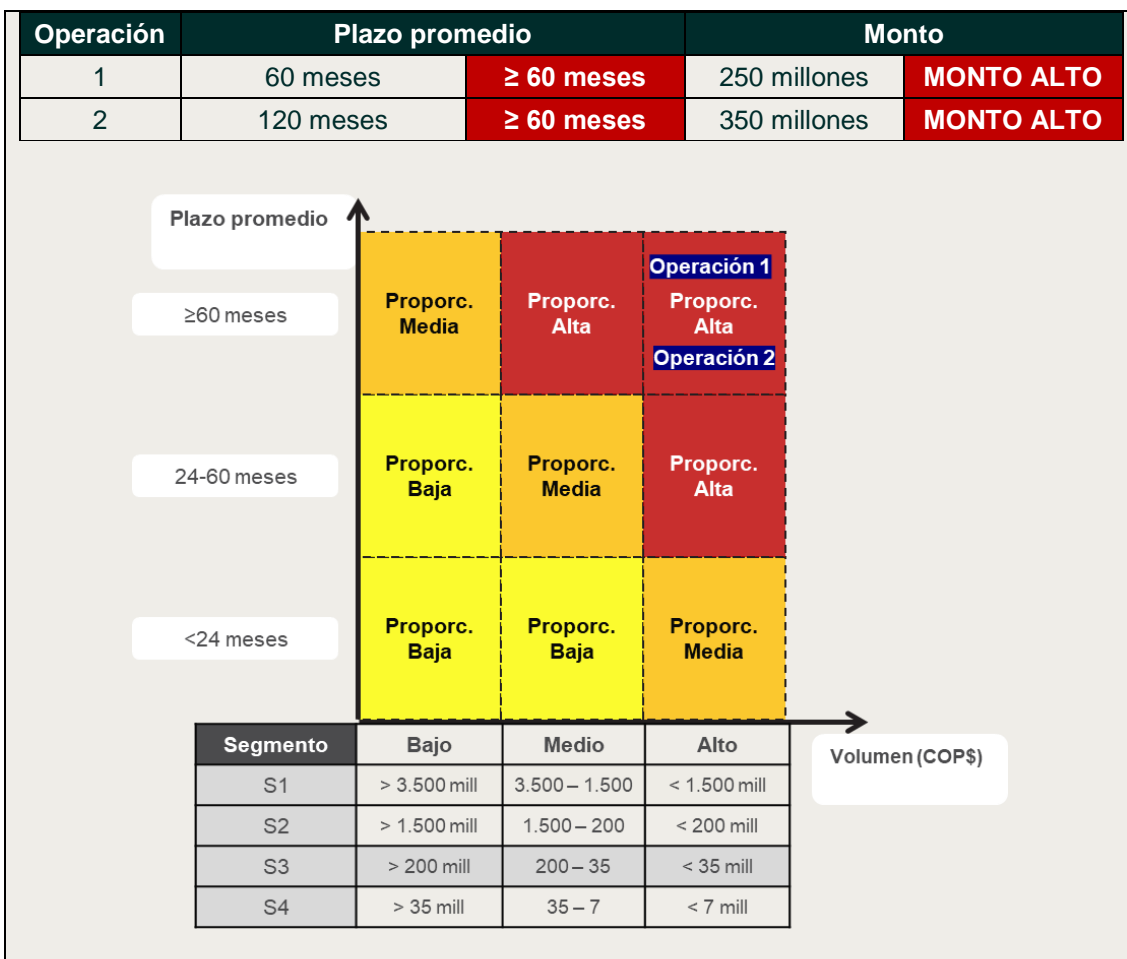 Operación Plazo promedio Monto
1 60 meses ≥ 60 meses 250 millones MONTO ALTO
2 120 meses ≥ 60 meses 350 millones MONTO ALTO
Plazo promedio
≥60 meses
Proporc.
Media
Proporc.
Alta
Operación 1
Proporc.
Alta
Operación 2
24-60 meses
Proporc.
Baja
Proporc.
Media
Proporc.
Alta
<24 meses
Proporc.
Baja
Proporc.
Baja
Proporc.
Media
Segmento Bajo Medio Alto
S1 > 3.500 mill 3.500 – 1.500 < 1.500 mill
S2 > 1.500 mill 1.500 – 200 < 200 mill
S3 > 200 mill 200 – 35 < 35 mill
S4 > 35 mill 35 – 7 < 7 mill
Volumen (COP$)